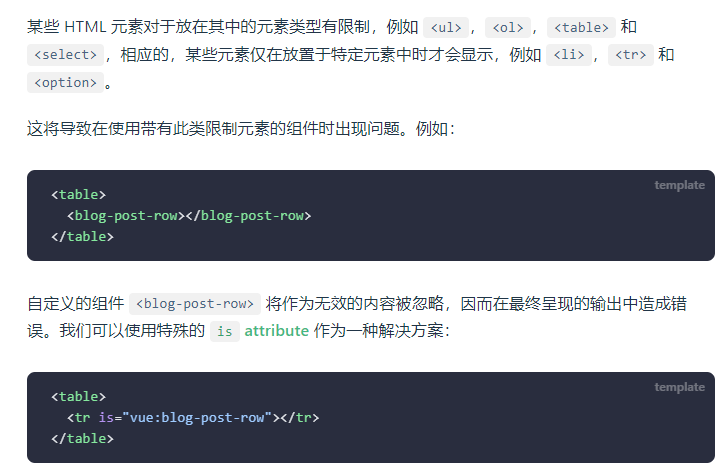 某些 HTML 元素对于放在其中的元素类型有限制，例如 <ul>，<ol>，<table> 和
<select>，相应的，某些元素仅在放置于特定元素中时才会显示，例如 <li>，<tr> 和
<option>。
这将导致在使用带有此类限制元素的组件时出现问题。例如：
template
<table>
  <blog-post-row></blog-post-row>
</table>
自定义的组件 <blog-post-row> 将作为无效的内容被忽略，因而在最终呈现的输出中造成错
误。我们可以使用特殊的 is attribute 作为一种解决方案：
template
<table>
  <tr is="vue:blog-post-row"></tr>
</table>